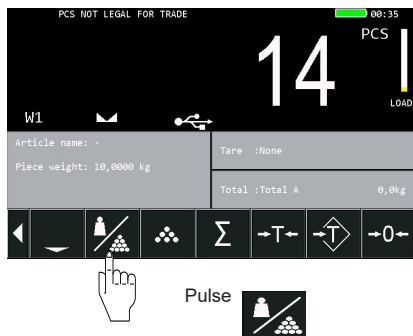 PCS NOT LEGAL FOR TRADE
00:35
14
PCS
LOAD
W1
Article name: -
Piece weight: 10,0000 kg
Tare :None
Total :Total A 0,0kg
Σ →T← →T→ →0←
Pulse